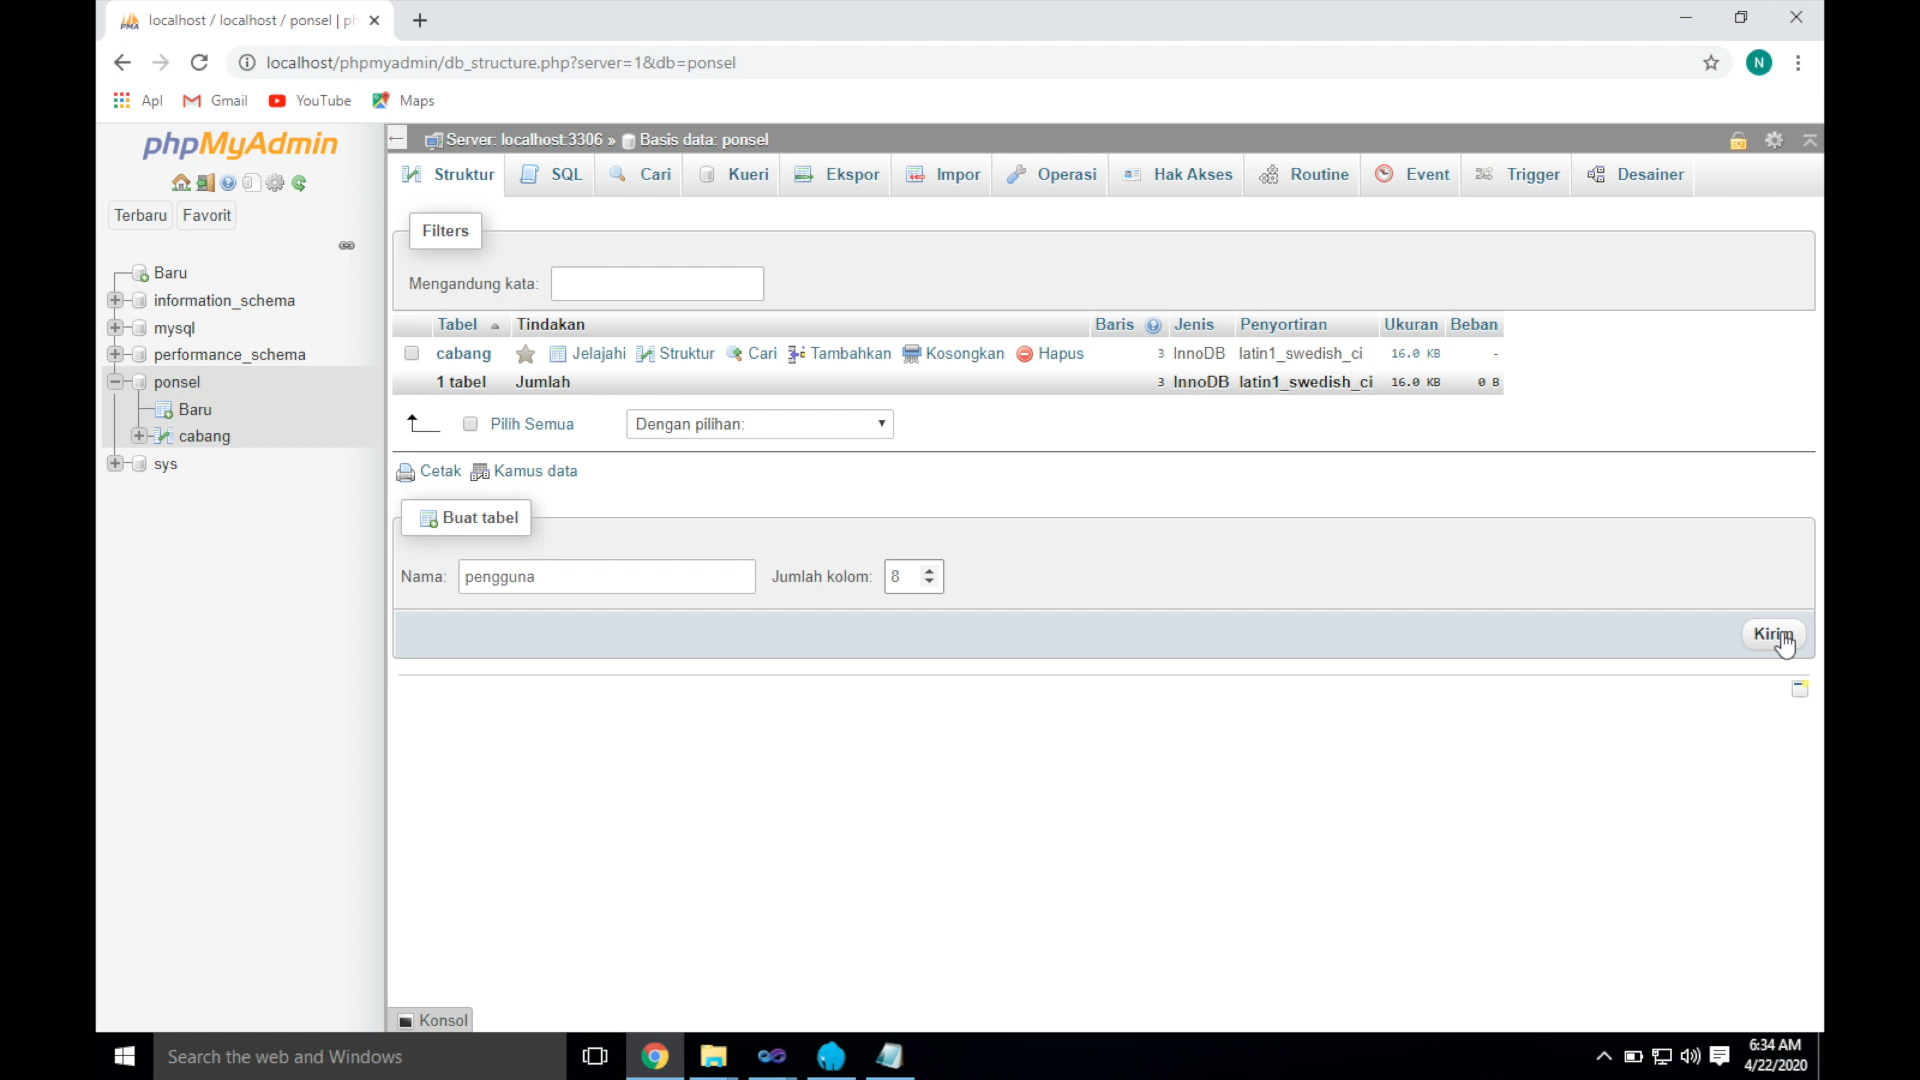 localhost / localhost / ponsel | ph
localhost/phpmyadmin/db_structure.php?server=1&db=ponsel
N
Apl Gmail YouTube Maps
phpMyAdmin
Terbaru Favorit
Baru
information_schema
mysql
performance_schema
ponsel
Baru
cabang
sys
Server: localhost:3306 » Basis data: ponsel
Struktur SQL Cari Kueri Ekspor Impor Operasi Hak Akses Routine Event Trigger Desainer
Filters
Mengandung kata:
Tabel Tindakan Baris Jenis Penyortiran Ukuran Beban
cabang Jelajahi Struktur Cari Tambahkan Kosongkan Hapus 3 InnoDB latin1_swedish_ci 16.0 KB -
1 tabel Jumlah 3 InnoDB latin1_swedish_ci 16.0 KB 0 B
Pilih Semua Dengan pilihan:
Cetak Kamus data
Buat tabel
Nama: pengguna Jumlah kolom: 8
Kirim
Konsol
Search the web and Windows
6:34 AM
4/22/2020